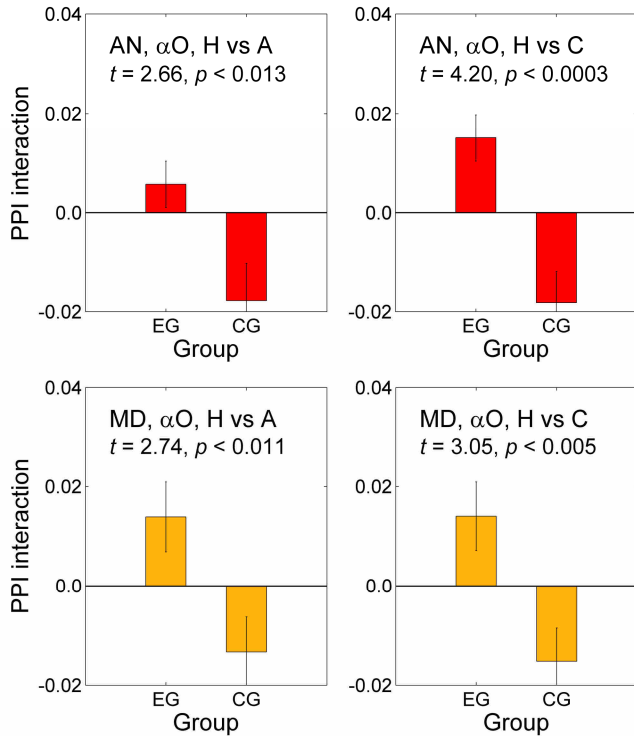 0.04
0.02
0.0
-0.02
PPI interaction
AN, αO, H vs A
t = 2.66, p < 0.013
EG
CG
Group
0.04
0.02
0.0
-0.02
AN, αO, H vs C
t = 4.20, p < 0.0003
EG
CG
Group
0.04
0.02
0.0
-0.02
PPI interaction
MD, αO, H vs A
t = 2.74, p < 0.011
EG
CG
Group
0.04
0.02
0.0
-0.02
MD, αO, H vs C
t = 3.05, p < 0.005
EG
CG
Group